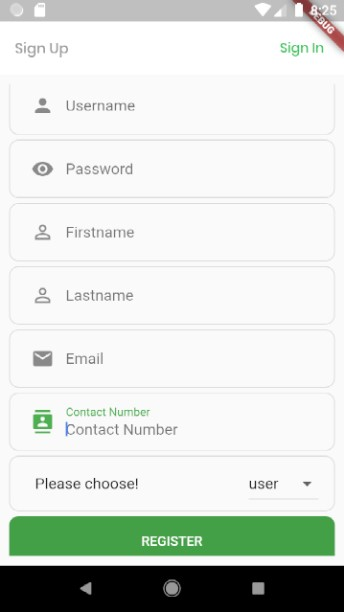 8:25
DEBUG
Sign Up
Sign In
Username
Password
Firstname
Lastname
Email
Contact Number
Contact Number
Please choose!
user
REGISTER